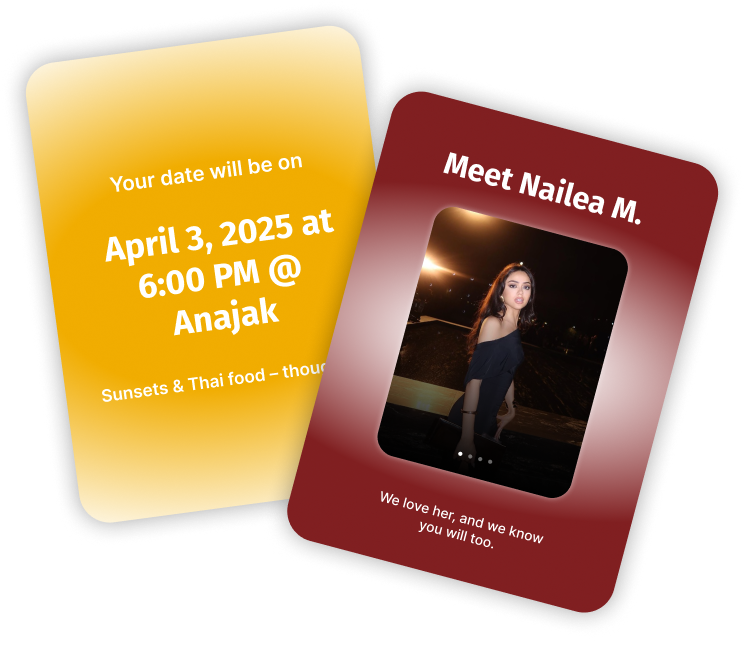 Your date will be on
April 3, 2025 at
6:00 PM @
Anajak
Sunsets & Thai food –
Meet Nailea M.
We love her, and we know
you will too.